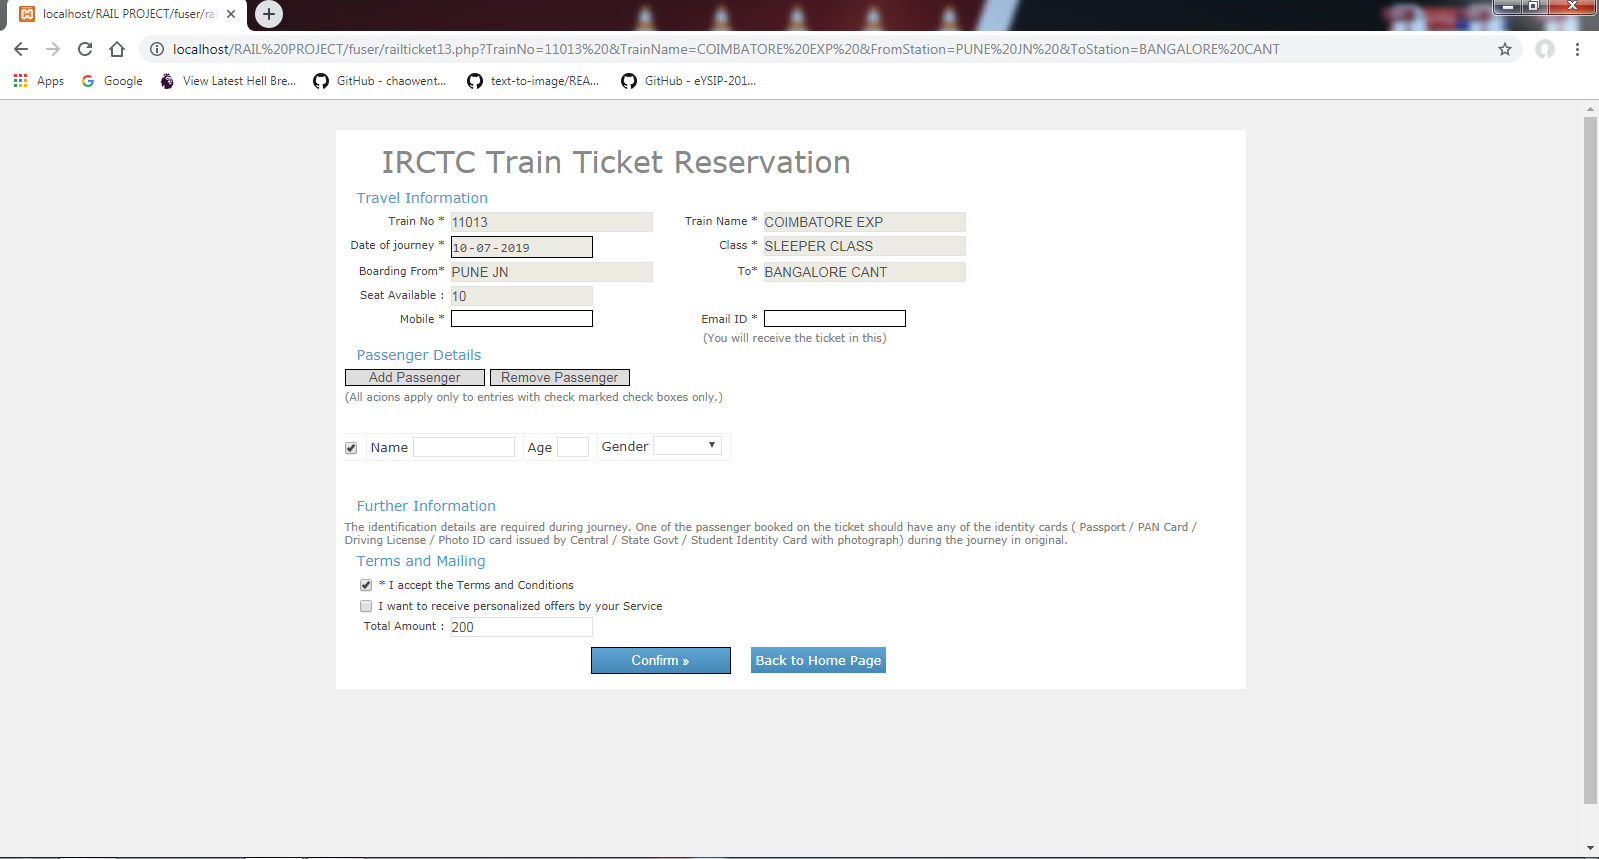 localhost/RAIL PROJECT/fuser/rai
localhost/RAIL%20PROJECT/fuser/railticket13.php?TrainNo=11013%20&TrainName=COIMBATORE%20EXP%20&FromStation=PUNE%20JN%20&ToStation=BANGALORE%20CANT
Apps Google View Latest Hell Bre... GitHub - chaowent... text-to-image/REA... GitHub - eYSIP-201...
IRCTC Train Ticket Reservation
Travel Information
Train No * 11013 Train Name * COIMBATORE EXP
Date of journey * 10-07-2019 Class * SLEEPER CLASS
Boarding From* PUNE JN To* BANGALORE CANT
Seat Available : 10
Mobile * Email ID *
(You will receive the ticket in this)
Passenger Details
Add Passenger Remove Passenger
(All acions apply only to entries with check marked check boxes only.)
Name Age Gender
Further Information
The identification details are required during journey. One of the passenger booked on the ticket should have any of the identity cards ( Passport / PAN Card /
Driving License / Photo ID card issued by Central / State Govt / Student Identity Card with photograph) during the journey in original.
Terms and Mailing
* I accept the Terms and Conditions
I want to receive personalized offers by your Service
Total Amount : 200
Confirm » Back to Home Page